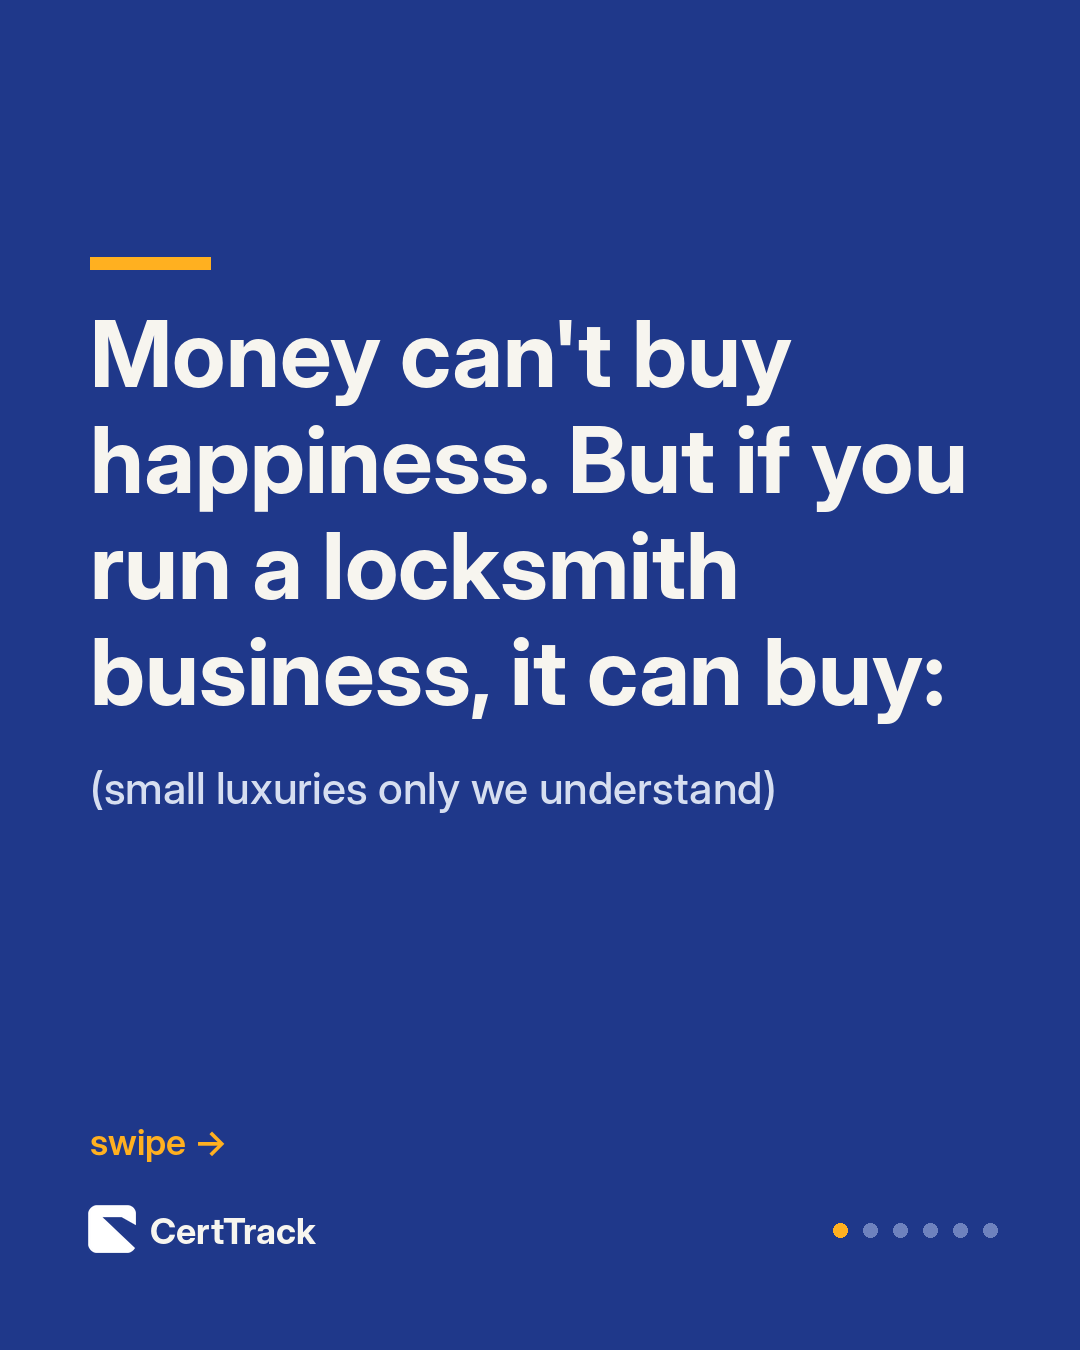 Money can't buy
happiness. But if you
run a locksmith
business, it can buy:
(small luxuries only we understand)
swipe →
CertTrack